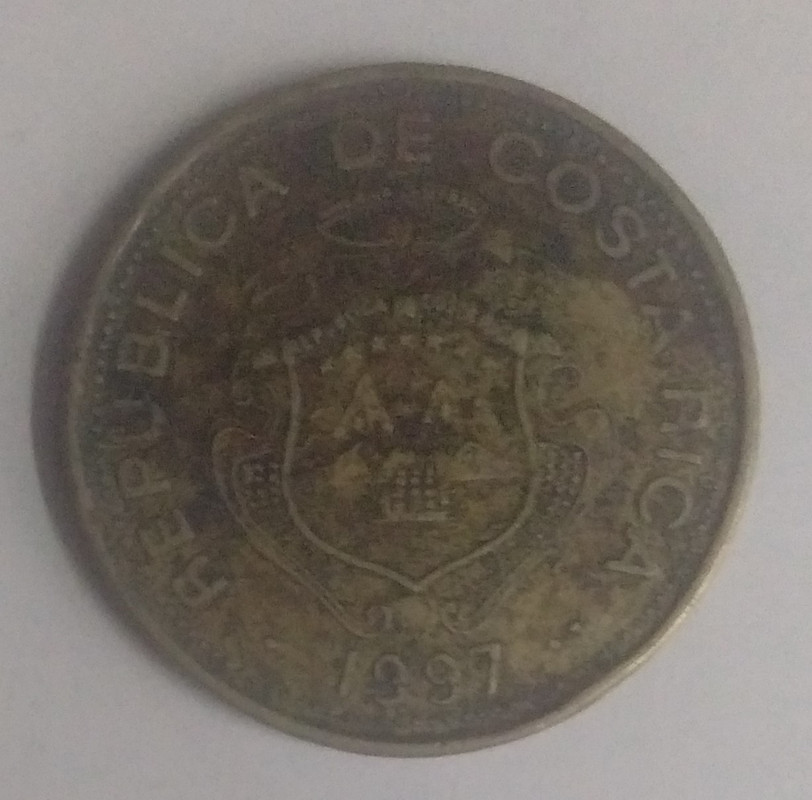 REPUBLICA DE COSTA RICA
1997